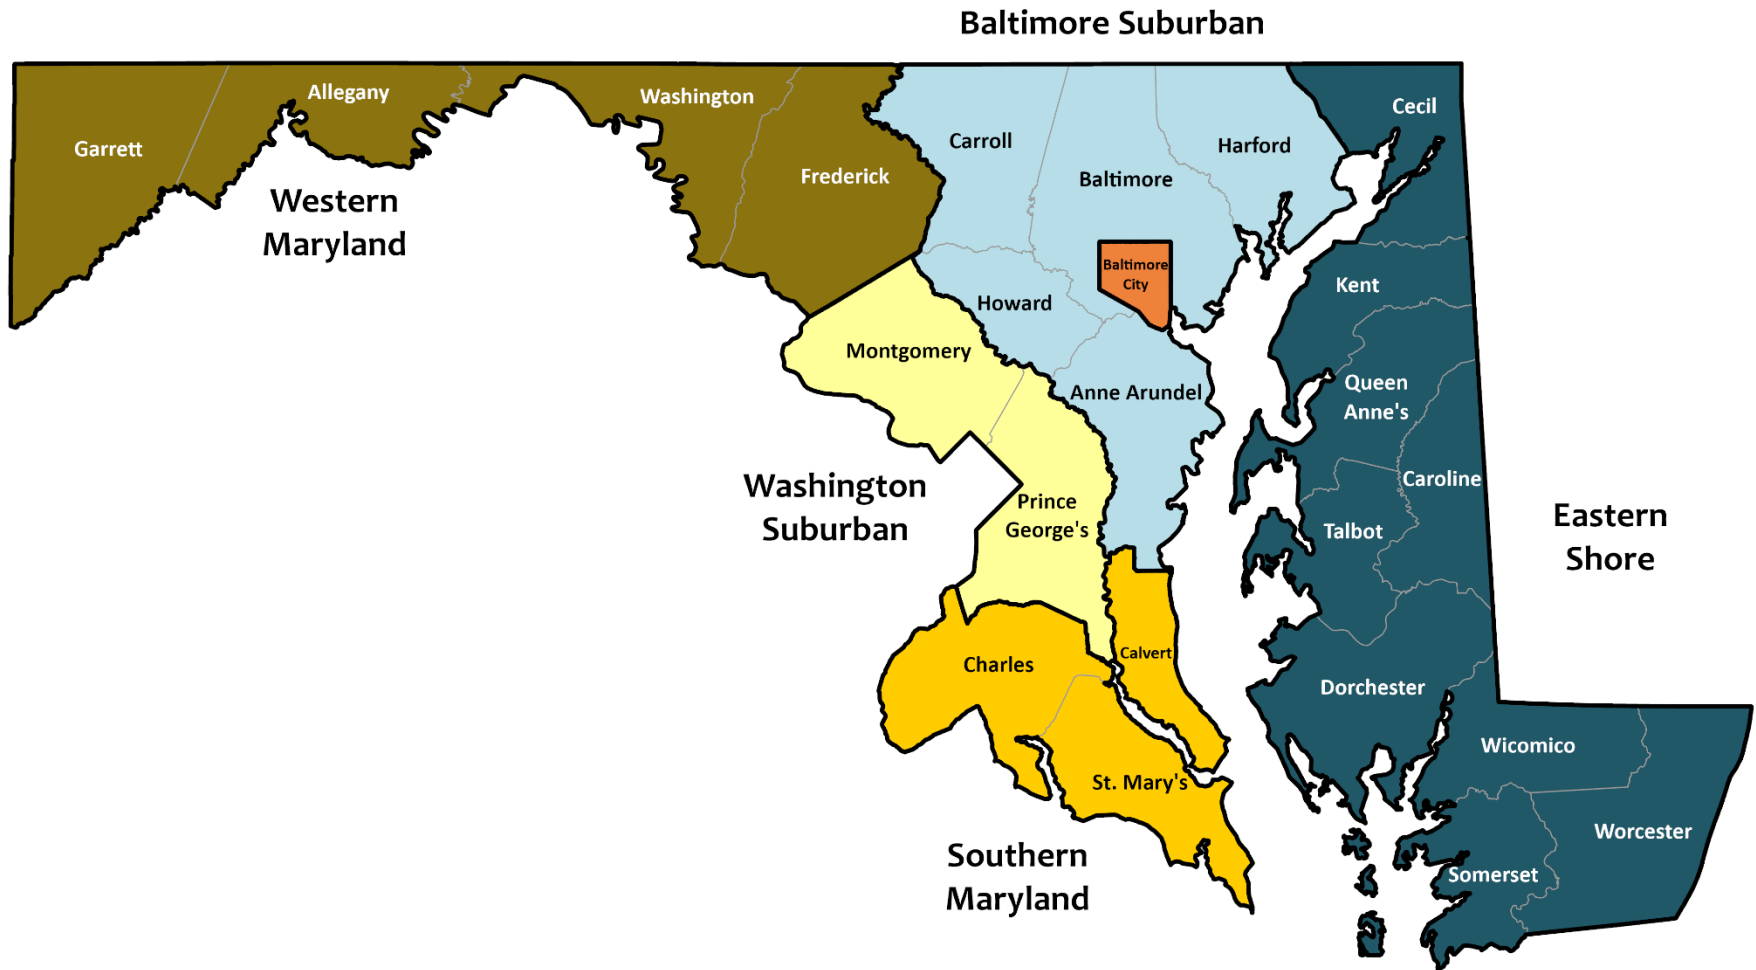 Baltimore Suburban
Garrett
Allegany
Washington
Frederick
Western
Maryland
Carroll
Baltimore
Harford
Cecil
Baltimore
City
Howard
Anne Arundel
Montgomery
Prince
George's
Washington
Suburban
Kent
Queen
Anne's
Caroline
Talbot
Eastern
Shore
Charles
Calvert
St. Mary's
Southern
Maryland
Dorchester
Wicomico
Worcester
Somerset